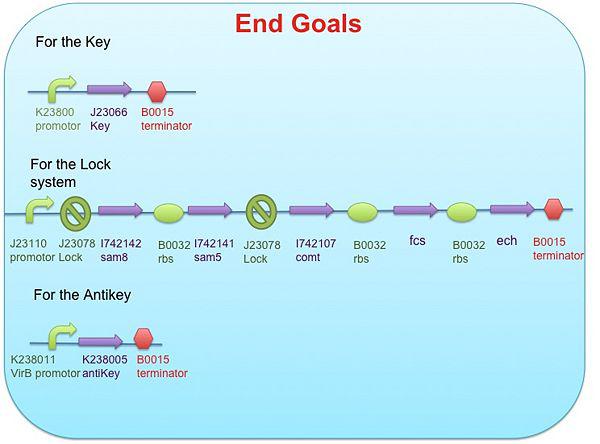 End Goals
For the Key
K23800 J23066 B0015
promotor Key terminator
For the Lock
system
J23110 J23078 I742142 B0032 I742141 J23078 I742107 B0032 fcs B0032 ech B0015
promotor Lock sam8 rbs sam5 Lock comt rbs rbs terminator
For the Antikey
K238011 K238005 B0015
VirB promotor antiKey terminator